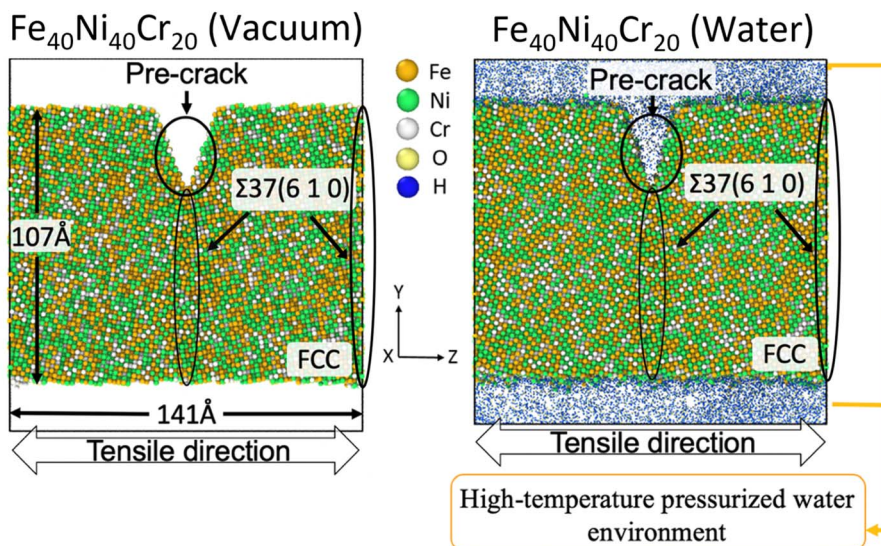 Fe₄₀Ni₄₀Cr₂₀ (Vacuum)
Fe₄₀Ni₄₀Cr₂₀ (Water)
Pre-crack
Σ37(6 1 0)
107Å
FCC
141Å
Tensile direction
Fe
Ni
Cr
O
H
Y
X
Z
Pre-crack
Σ37(6 1 0)
FCC
Tensile direction
High-temperature pressurized water
environment